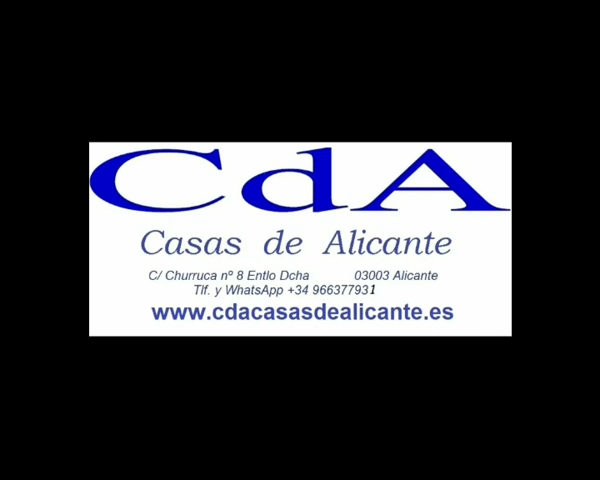 CdA
Casas de Alicante
C/ Churruca nº 8 Entlo Dcha 03003 Alicante
Tlf. y WhatsApp +34 966377931
www.cdacasasdealicante.es